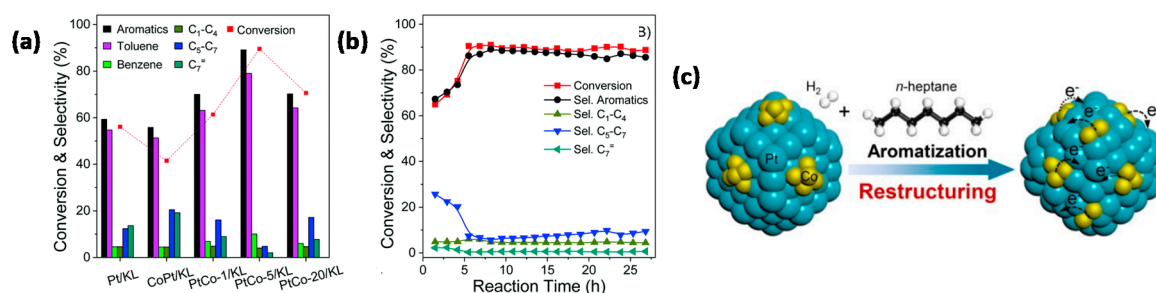 (a)
Conversion & Selectivity (%)
100
80
60
40
20
0
Aromatics
Toluene
Benzene
C₁-C₄
C₅-C₇
C₇⁼
Conversion
Pt/KL
CoPt/KL
PtCo-1/KL
PtCo-5/KL
PtCo-20/KL
(b)
Conversion & Selectivity (%)
100
80
60
40
20
0
B)
Conversion
Sel. Aromatics
Sel. C₁-C₄
Sel. C₅-C₇
Sel. C₇⁼
0 5 10 15 20 25
Reaction Time (h)
(c)
H₂
+
n-heptane
Pt
Co
Aromatization
Restructuring
e⁻
e⁻
e⁻
e⁻
e⁻
e⁻